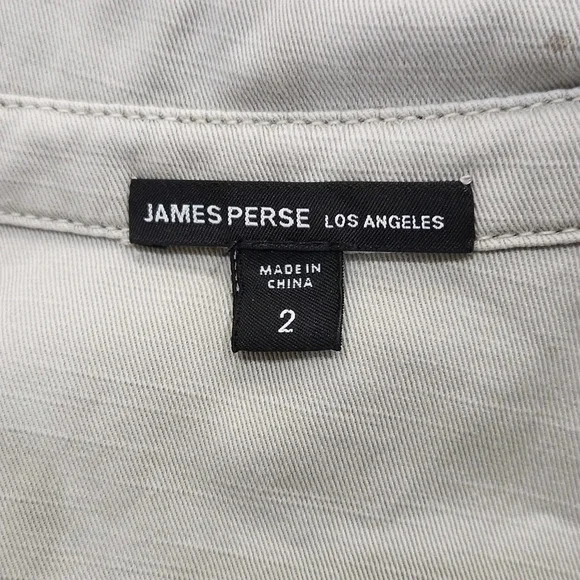 JAMES PERSE LOS ANGELES
MADE IN
CHINA
2